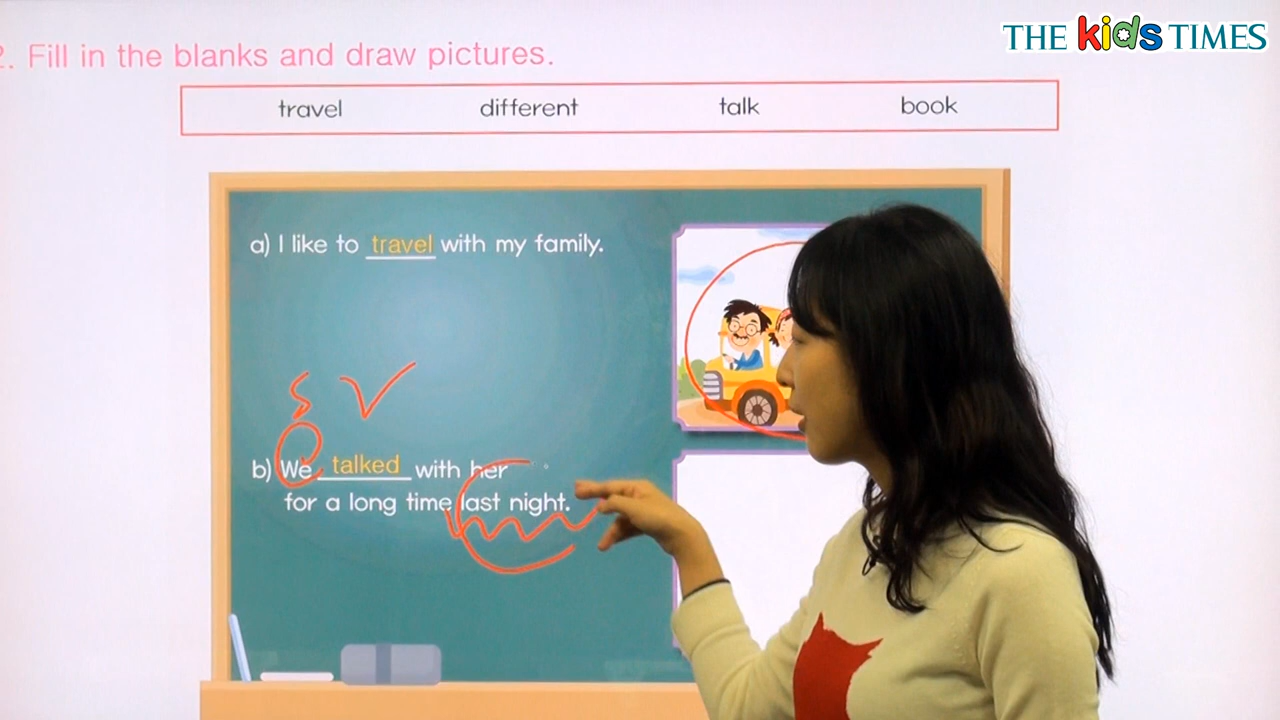 THE kids TIMES
2. Fill in the blanks and draw pictures.
travel different talk book
a) I like to travel with my family.
S V
b) We talked with her
for a long time last night.